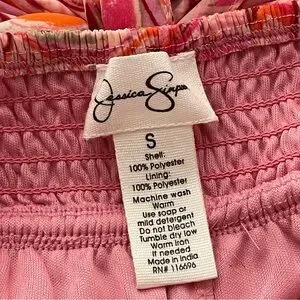 Jessica Simpson
S
Shell:
100% Polyester
Lining:
100% Polyester
Machine wash
Warm
Use soap or
mild detergent
Do not bleach
Tumble dry low
Warm Iron
If needed
Made in India
RN# 116696